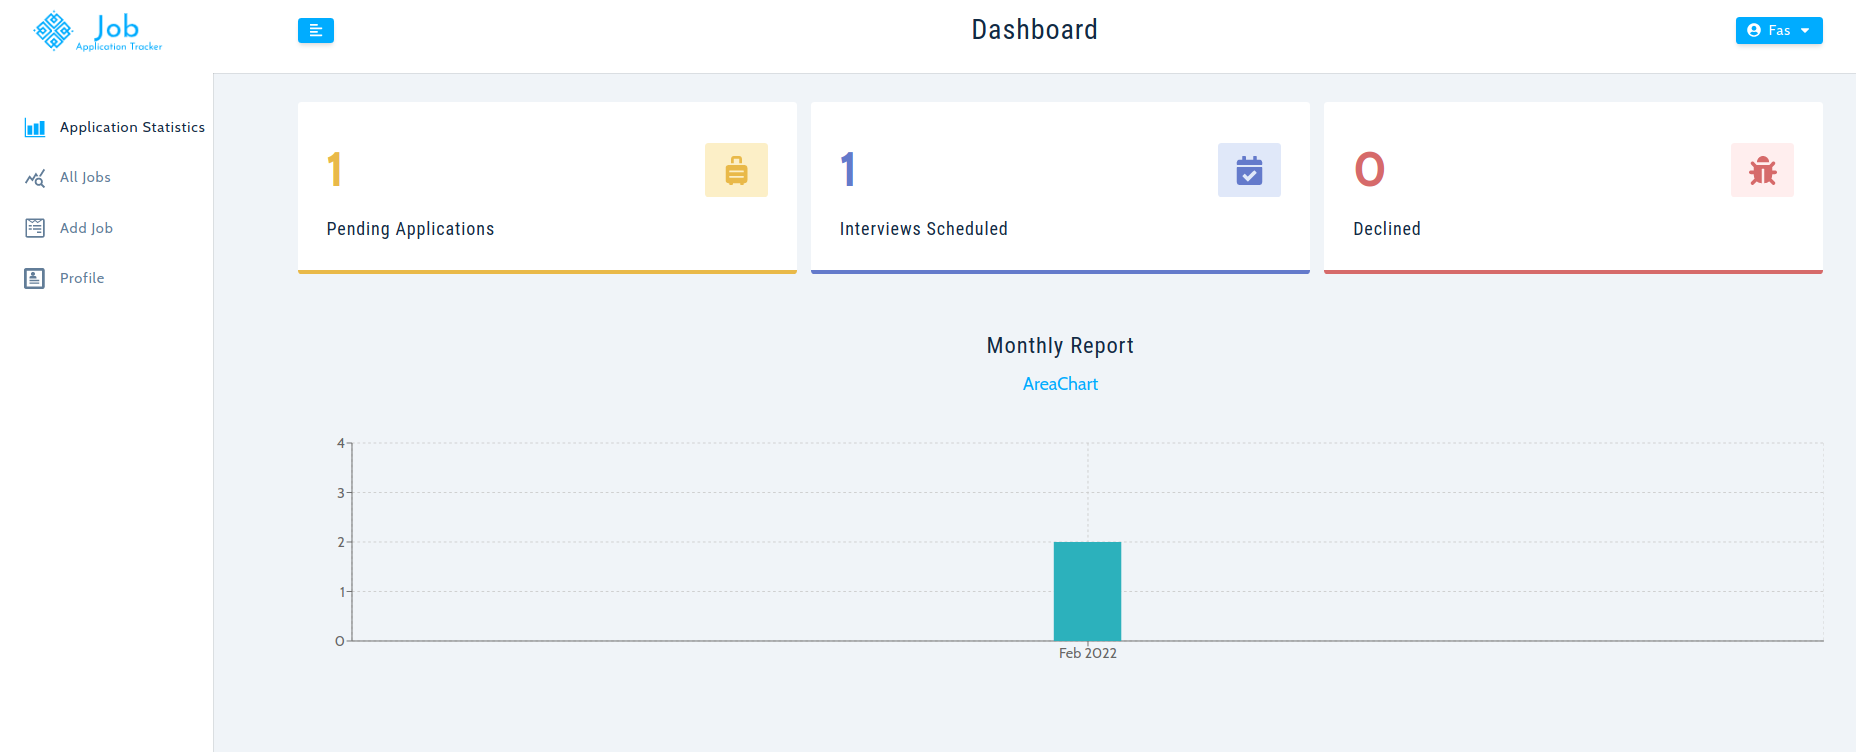 Job
Application Tracker
Dashboard
Fas
Application Statistics
All Jobs
Add Job
Profile
1
Pending Applications
1
Interviews Scheduled
0
Declined
Monthly Report
AreaChart
4
3
2
1
0
Feb 2022